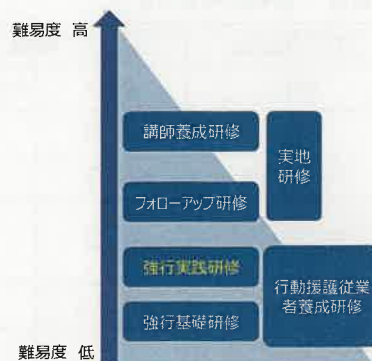 難易度 高
講師養成研修
実地
研修
フォローアップ研修
強行実践研修
行動援護従業
者養成研修
強行基礎研修
難易度 低